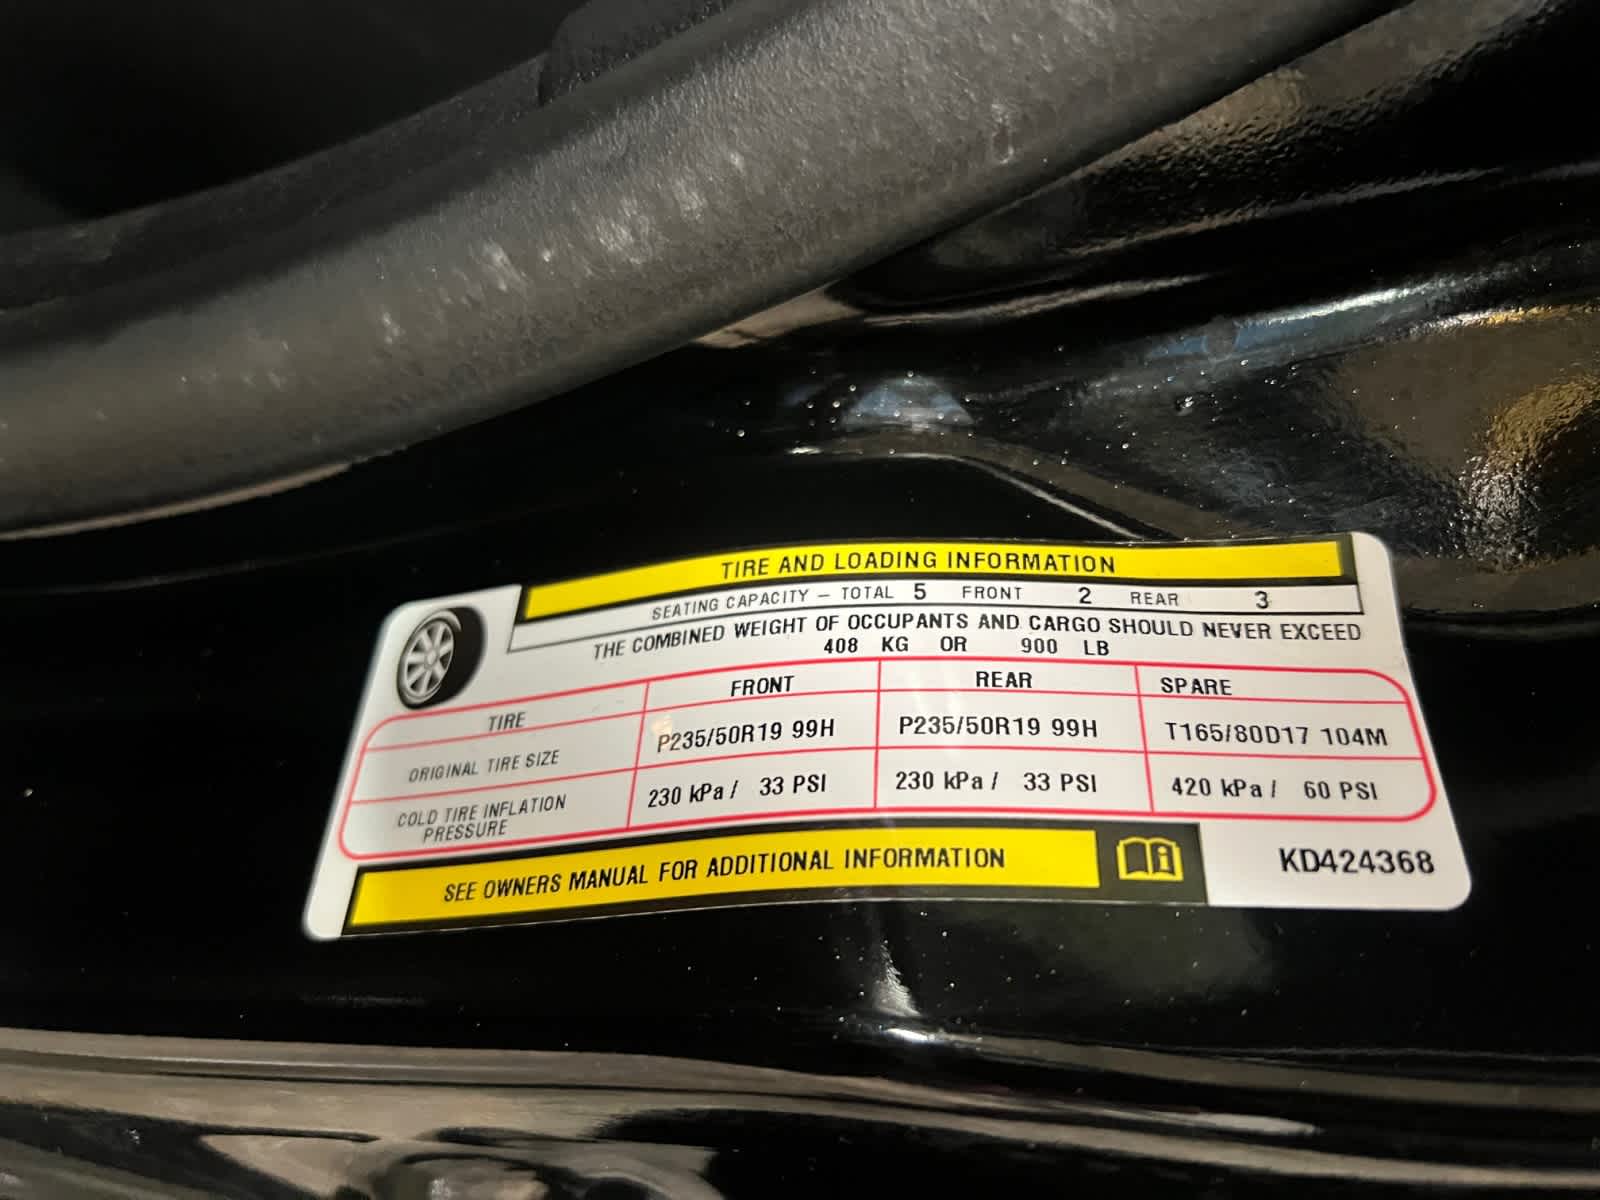 TIRE AND LOADING INFORMATION
SEATING CAPACITY – TOTAL 5 FRONT 2 REAR 3
THE COMBINED WEIGHT OF OCCUPANTS AND CARGO SHOULD NEVER EXCEED
408 KG OR 900 LB
TIRE FRONT REAR SPARE
ORIGINAL TIRE SIZE P235/50R19 99H P235/50R19 99H T165/80D17 104M
COLD TIRE INFLATION PRESSURE 230 kPa / 33 PSI 230 kPa / 33 PSI 420 kPa / 60 PSI
SEE OWNERS MANUAL FOR ADDITIONAL INFORMATION
KD424368